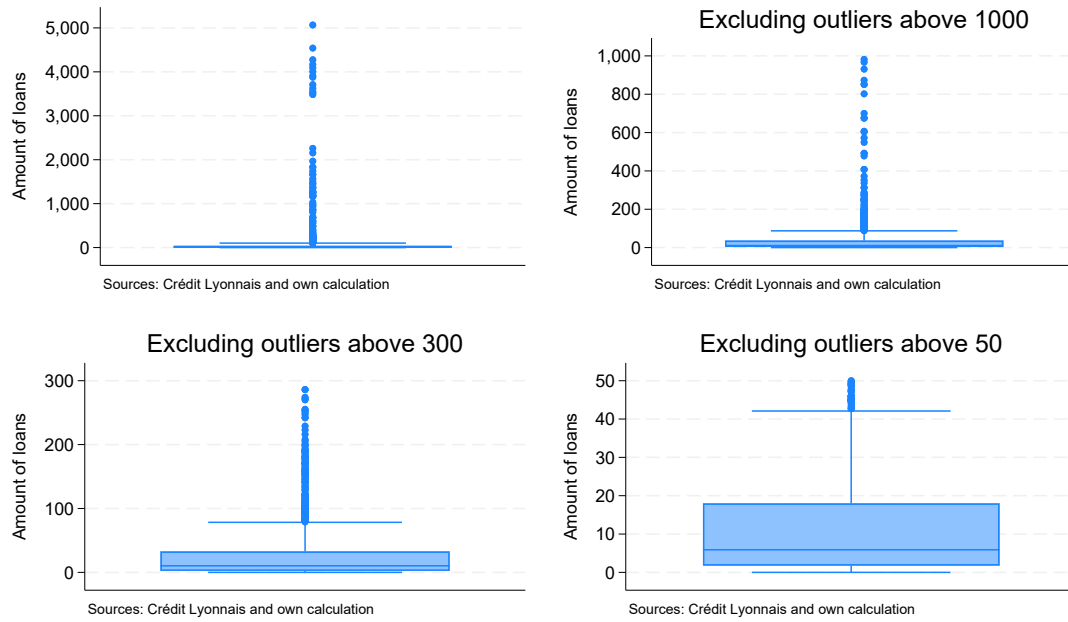 5,000
4,000
3,000
2,000
1,000
0
Amount of loans
Sources: Crédit Lyonnais and own calculation
Excluding outliers above 1000
1,000
800
600
400
200
0
Amount of loans
Sources: Crédit Lyonnais and own calculation
Excluding outliers above 300
300
200
100
0
Amount of loans
Sources: Crédit Lyonnais and own calculation
Excluding outliers above 50
50
40
30
20
10
0
Amount of loans
Sources: Crédit Lyonnais and own calculation